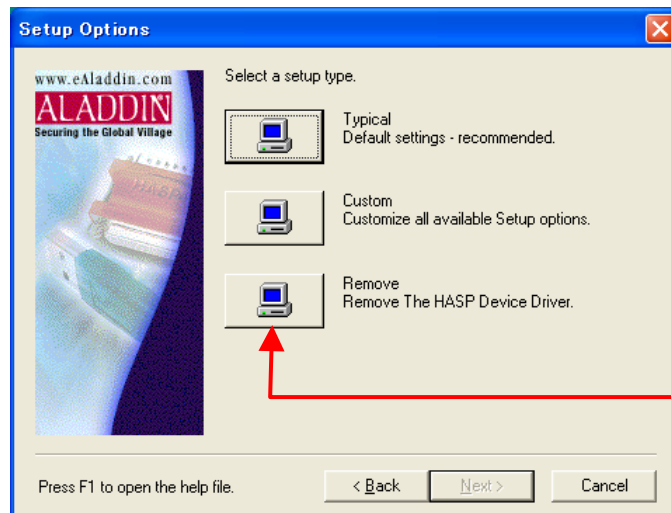 Setup Options
www.eAladdin.com
ALADDIN
Securing the Global Village
HASP
Select a setup type.
Typical
Default settings - recommended.
Custom
Customize all available Setup options.
Remove
Remove The HASP Device Driver.
Press F1 to open the help file.
< Back
Next >
Cancel